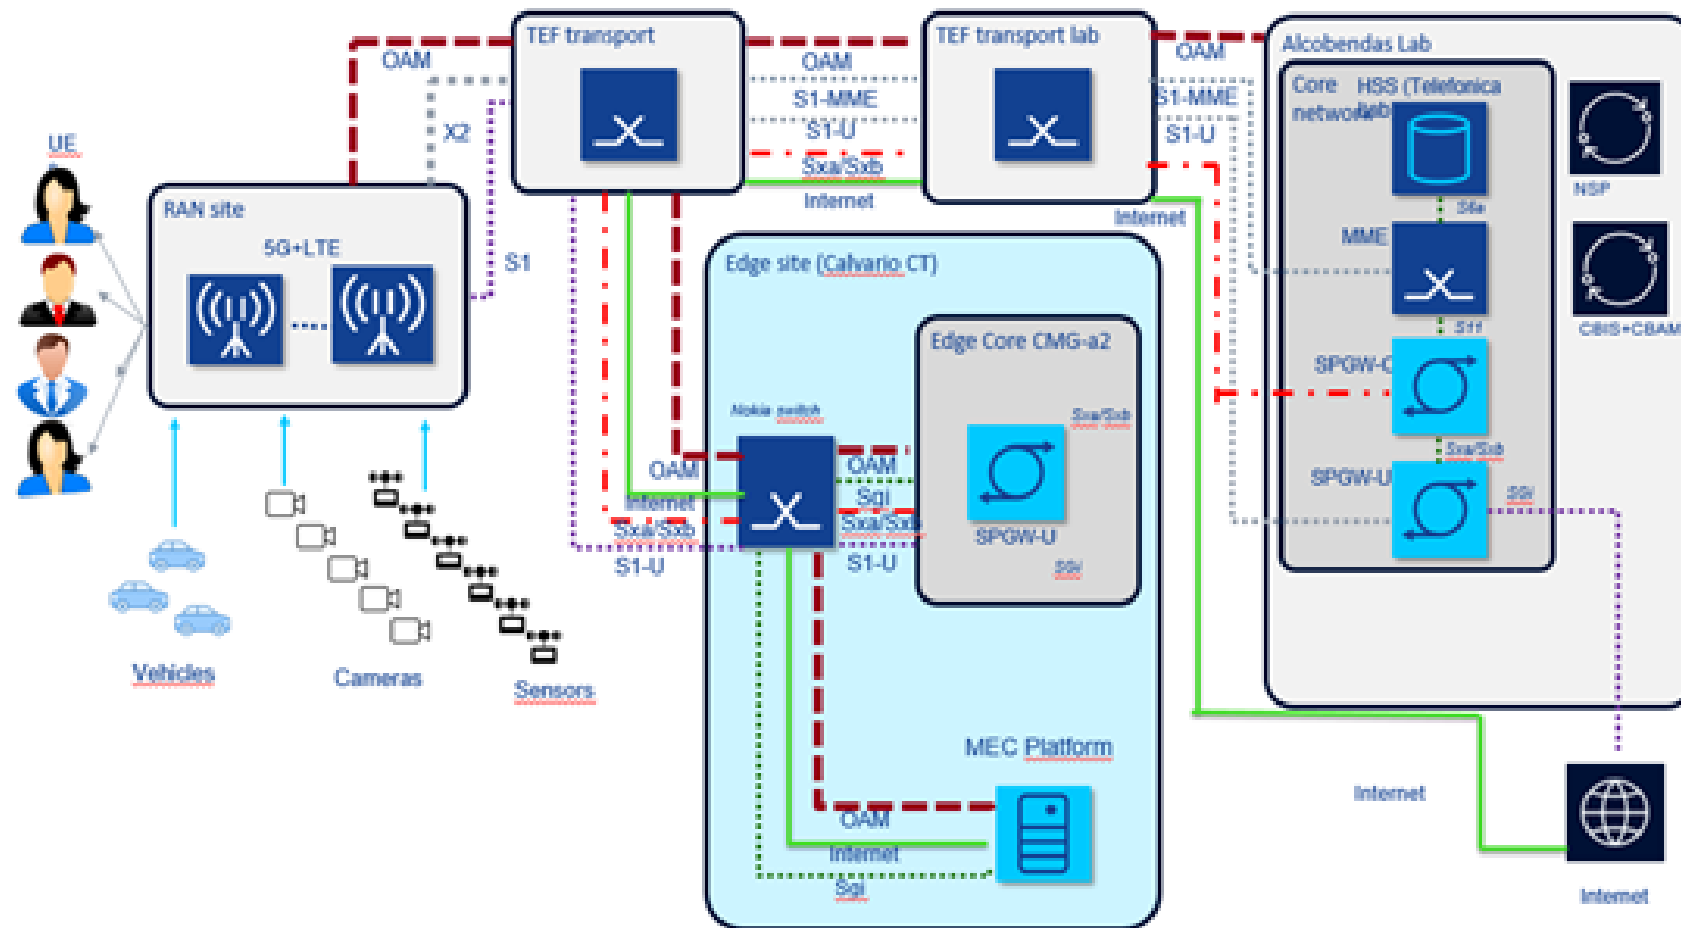 TEF transport
TEF transport lab
Alcobendas Lab
OAM
OAM
OAM
Core
network
HSS (Telefonica
S1-MME
S1-MME
X2
S1-U
S1-U
UE
Sxa/Sxb
Internet
NSP
RAN site
S6a
Internet
5G+LTE
MME
S1
Edge site (Calvario CT)
S11
CBIS+CBAM
Edge Core CMG-a2
SPGW-C
Nokia switch
Sxa/Sxb
Sxa/Sxb
OAM
OAM
SPGW-U
Internet
Sgi
SGi
Sxa/Sxb
Sxa/Sxb
SPGW-U
S1-U
S1-U
SGi
Vehicles
Cameras
Sensors
MEC Platform
Internet
OAM
Internet
Sgi
Internet